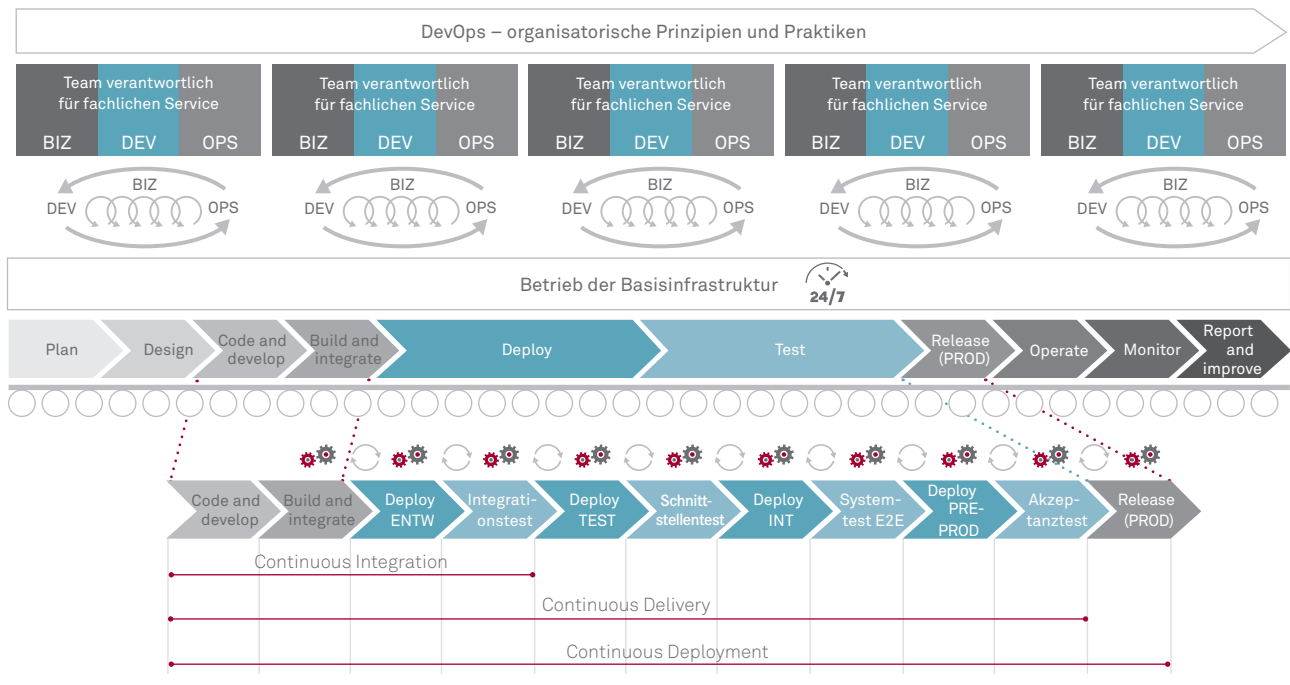 DevOps – organisatorische Prinzipien und Praktiken
Team verantwortlich
für fachlichen Service
BIZ DEV OPS
Team verantwortlich
für fachlichen Service
BIZ DEV OPS
Team verantwortlich
für fachlichen Service
BIZ DEV OPS
Team verantwortlich
für fachlichen Service
BIZ DEV OPS
Team verantwortlich
für fachlichen Service
BIZ DEV OPS
BIZ
DEV OPS
BIZ
DEV OPS
BIZ
DEV OPS
BIZ
DEV OPS
BIZ
DEV OPS
Betrieb der Basisinfrastruktur
24/7
Plan
Design
Code and
develop
Build and
integrate
Deploy
Test
Release
(PROD)
Operate
Monitor
Report
and
improve
Code and
develop
Build and
integrate
Deploy
ENTW
Integrati-
onstest
Deploy
TEST
Schnitt-
stellentest
Deploy
INT
System-
test E2E
Deploy
PRE-
PROD
Akzep-
tanztest
Release
(PROD)
Continuous Integration
Continuous Delivery
Continuous Deployment